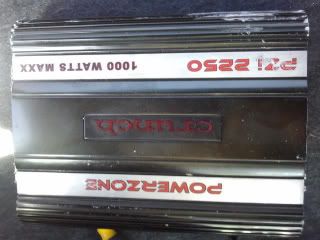 POWERZONE
crunch
PZi 2250 1000 WATTS MAXX